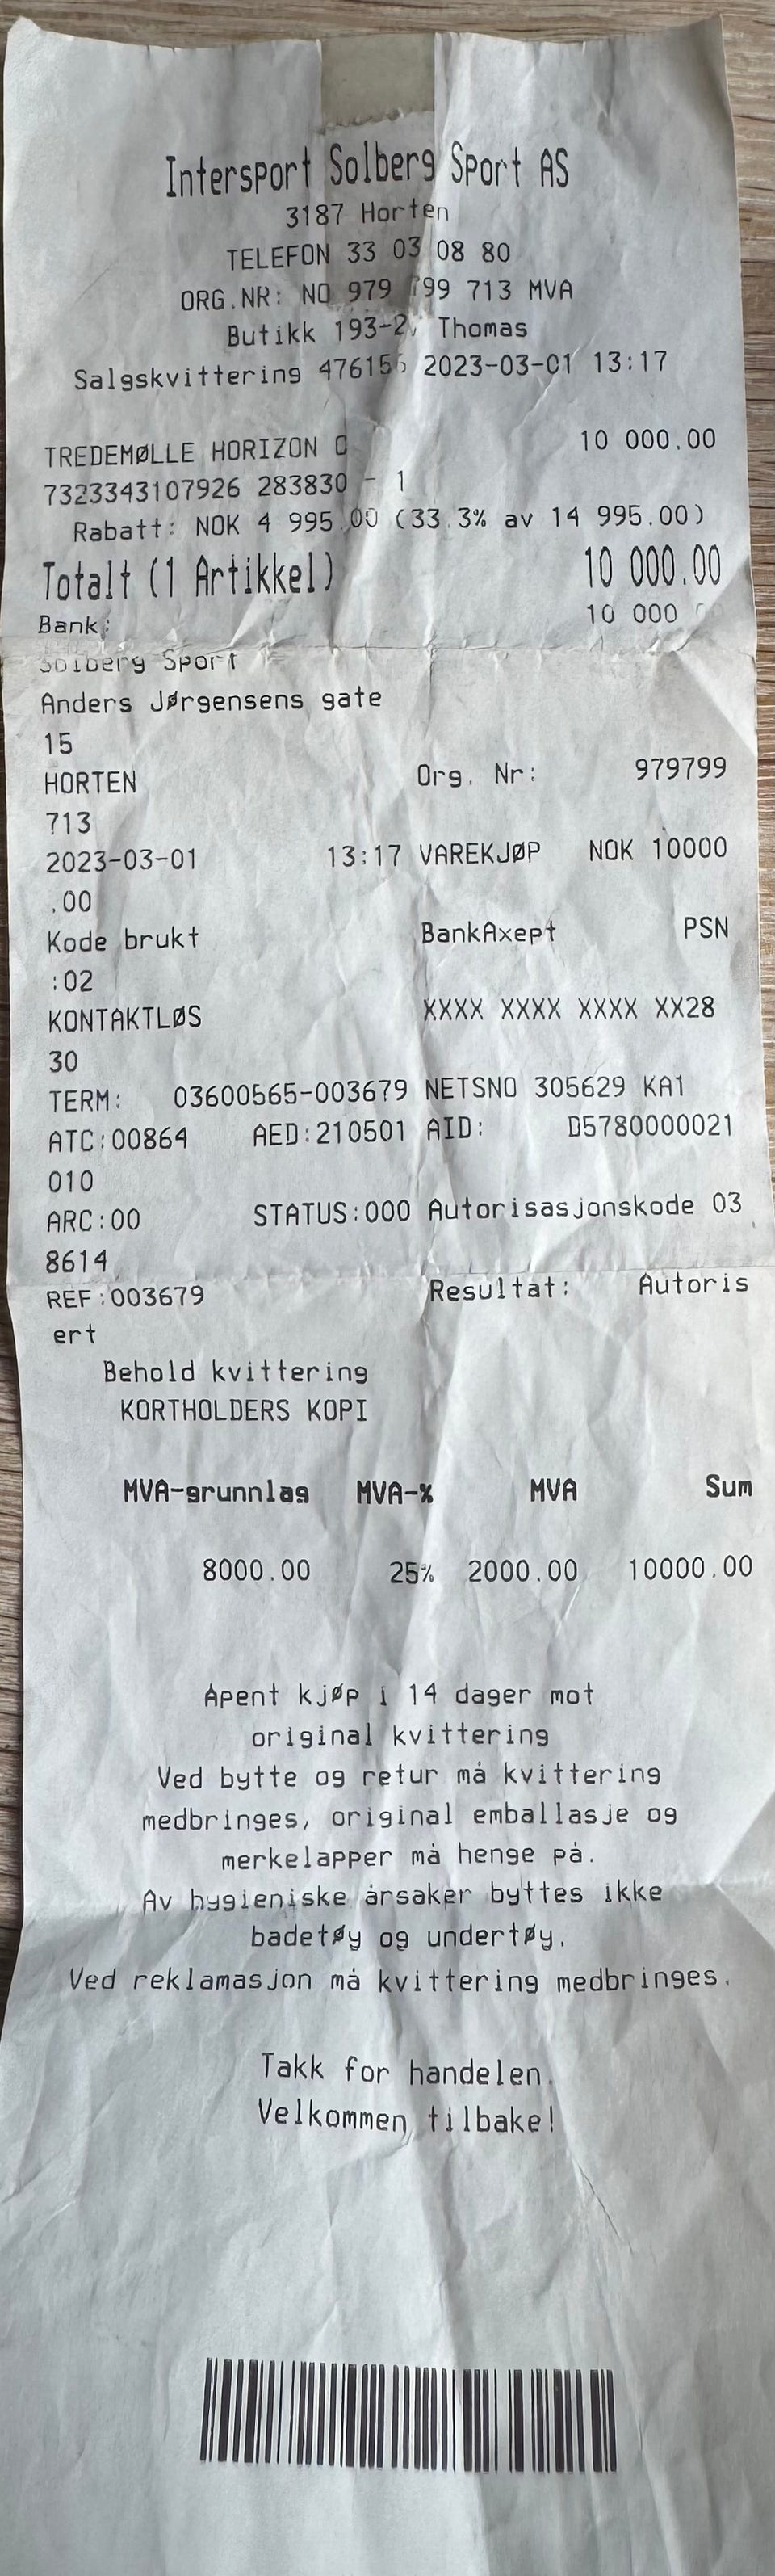 Intersport Solberg Sport AS
3187 Horten
TELEFON 33 03 08 80
ORG.NR: NO 979 799 713 MVA
Butikk 193-2, Thomas
Salgskvittering 2023-03-01 13:17
TREDEMØLLE HORIZON 10 000.00
7323343107926 283830 - 1
Rabatt: NOK 4 995.00 (33.3% av 14 995.00)
Totalt (1 Artikkel) 10 000.00
Bank: 10 000
Solberg Sport
Anders Jørgensens gate
15
HORTEN Org. Nr: 979799
713
2023-03-01 13:17 VAREKJØP NOK 10000
.00
Kode brukt BankAxept PSN
:02
KONTAKTLØS XXXX XXXX XXXX XX28
30
TERM: 03600565-003679 NETSNO 305629 KA1
ATC:00864 AED:210501 AID: D5780000021
010
ARC:00 STATUS:000 Autorisasjonskode 03
8614
REF:003679 Resultat: Autoris
ert
Behold kvittering
KORTHOLDERS KOPI
MVA-grunnlag MVA-% MVA Sum
8000.00 25% 2000.00 10000.00
Åpent kjøp i 14 dager mot
original kvittering
Ved bytte og retur må kvittering
medbringes, original emballasje og
merkelapper må henge på.
Av hygieniske årsaker byttes ikke
badetøy og undertøy.
Ved reklamasjon må kvittering medbringes.
Takk for handelen.
Velkommen tilbake!